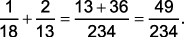 1/18 + 2/13 = (13 + 36)/234 = 49/234.